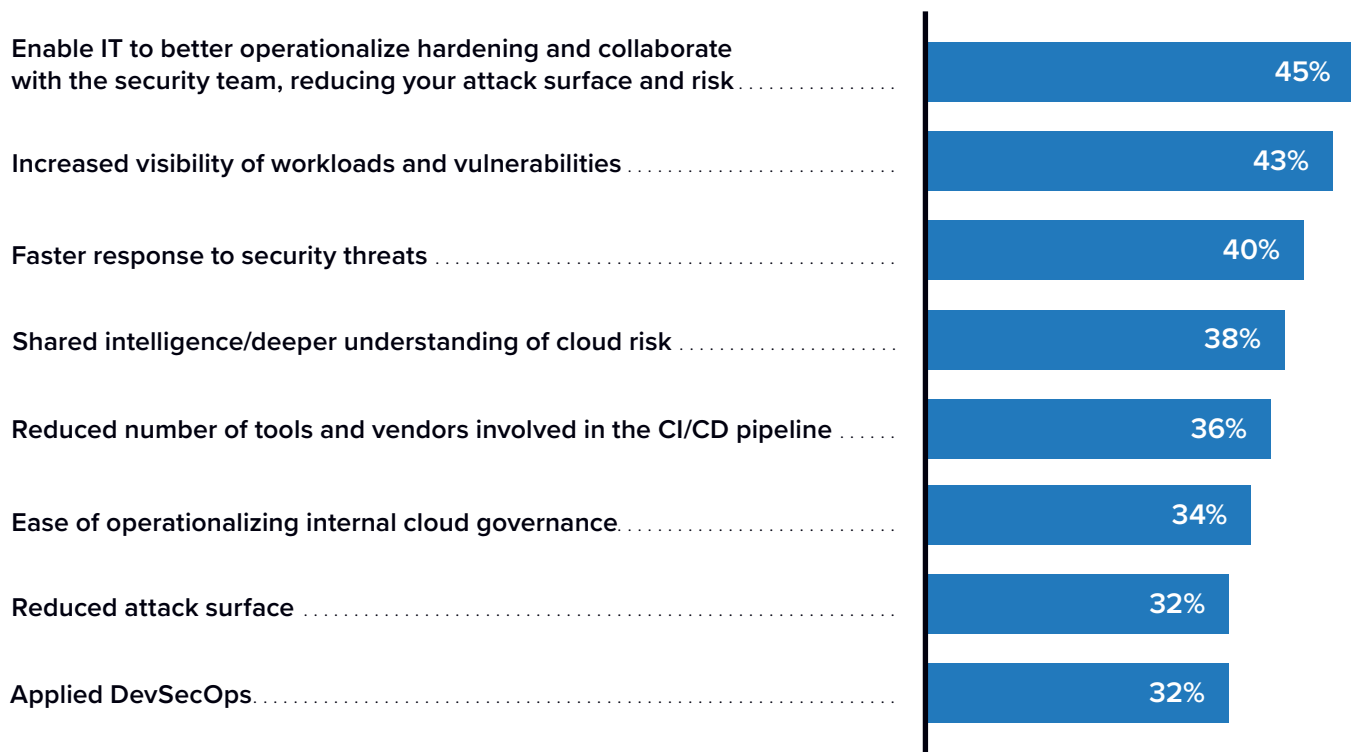 Enable IT to better operationalize hardening and collaborate
with the security team, reducing your attack surface and risk 45%
Increased visibility of workloads and vulnerabilities 43%
Faster response to security threats 40%
Shared intelligence/deeper understanding of cloud risk 38%
Reduced number of tools and vendors involved in the CI/CD pipeline 36%
Ease of operationalizing internal cloud governance 34%
Reduced attack surface 32%
Applied DevSecOps 32%